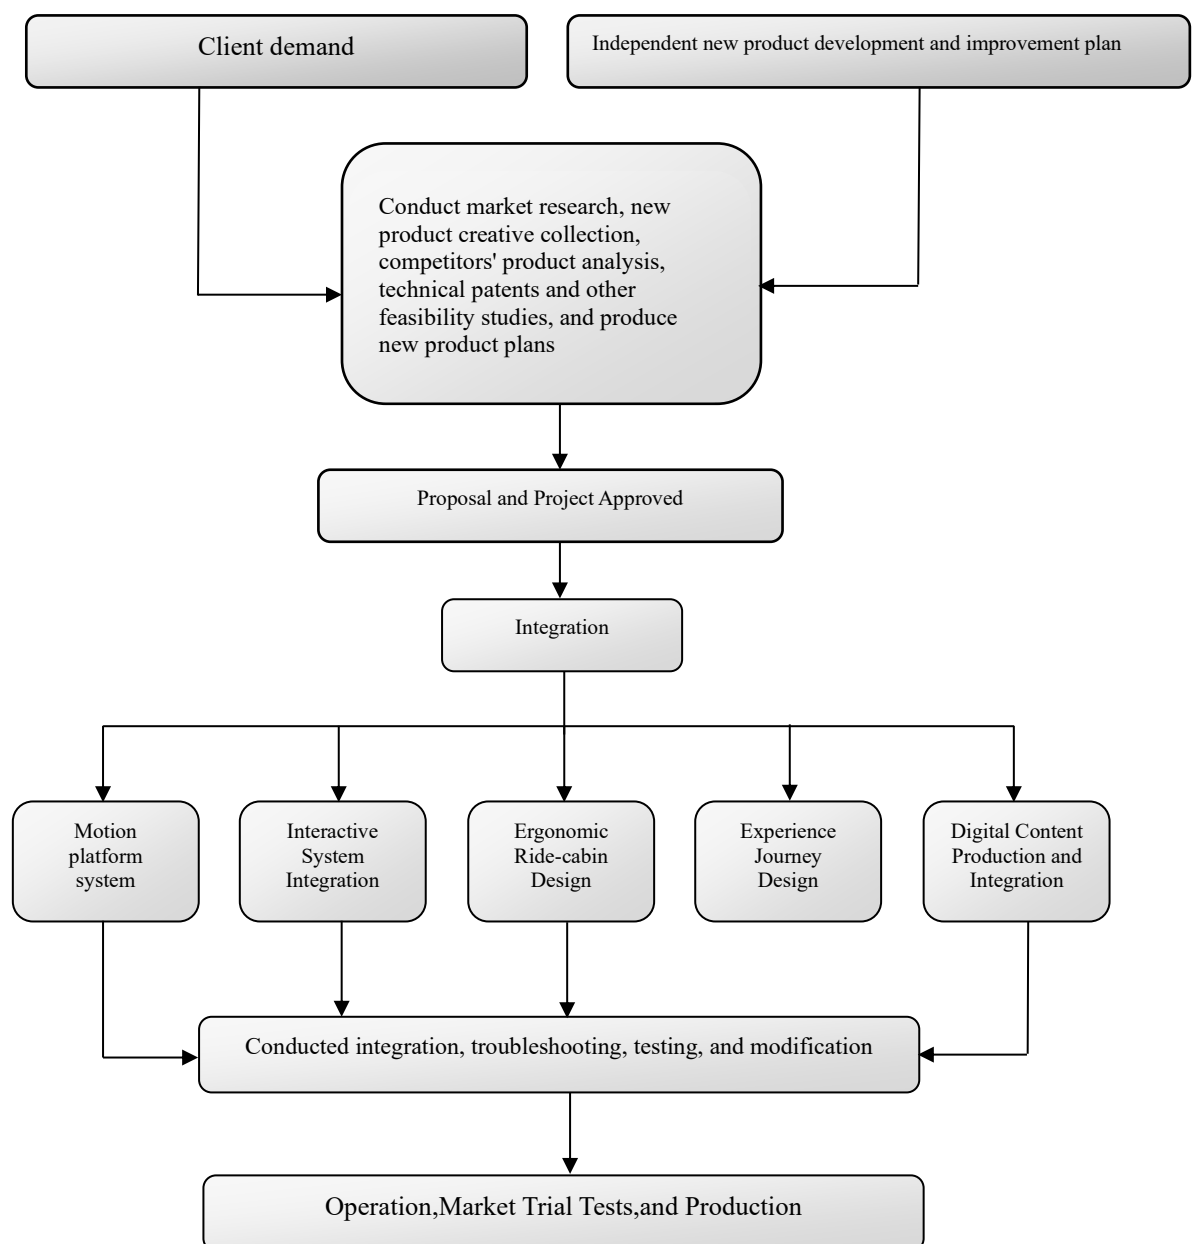 Client demand
Independent new product development and improvement plan
Conduct market research, new
product creative collection,
competitors' product analysis,
technical patents and other
feasibility studies, and produce
new product plans
Proposal and Project Approved
Integration
Motion
platform
system
Interactive
System
Integration
Ergonomic
Ride-cabin
Design
Experience
Journey
Design
Digital Content
Production and
Integration
Conducted integration, troubleshooting, testing, and modification
Operation,Market Trial Tests,and Production